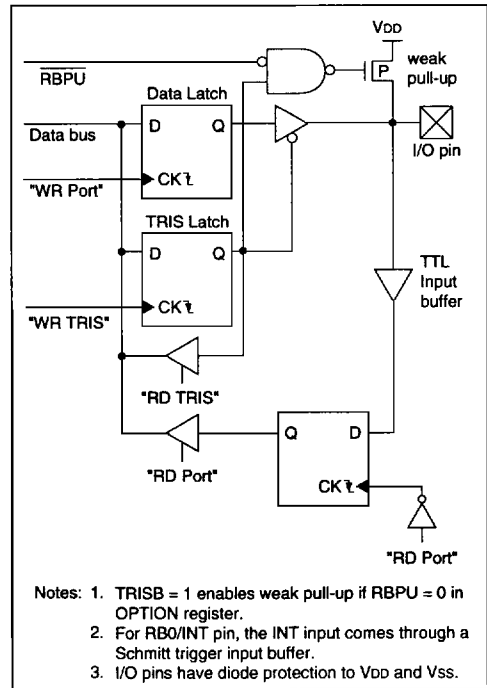 VDD
weak
pull-up
RBPU
P
Data Latch
Data bus
D Q
I/O pin
"WR Port"
CK
TRIS Latch
D Q
TTL
Input
buffer
"WR TRIS"
CK
"RD TRIS"
Q D
"RD Port"
CK
"RD Port"
Notes: 1. TRISB = 1 enables weak pull-up if RBPU = 0 in
OPTION register.
2. For RB0/INT pin, the INT input comes through a
Schmitt trigger input buffer.
3. I/O pins have diode protection to VDD and VSS.